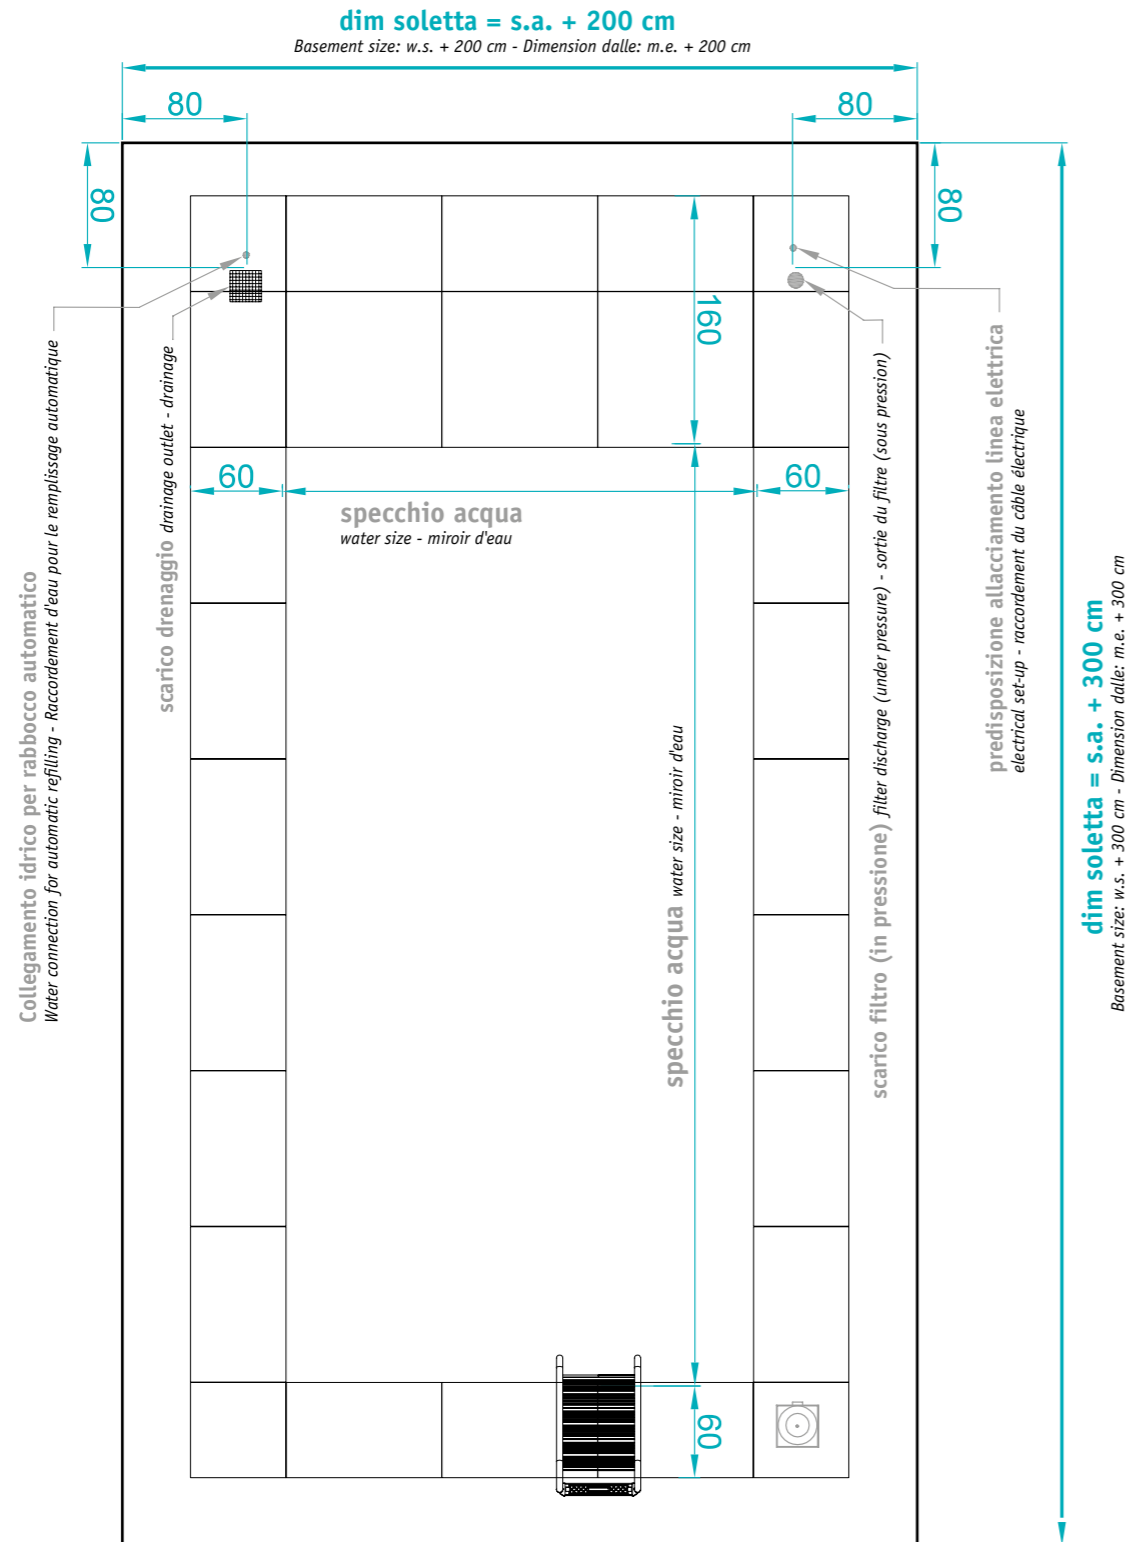 dim soletta = s.a. + 200 cm
Basement size: w.s. + 200 cm - Dimension dalle: m.e. + 200 cm
80
80
80
80
160
60
60
specchio acqua
water size - miroir d'eau
Collegamento idrico per rabbocco automatico
Water connection for automatic refilling - Raccordement d'eau pour le remplissage automatique
scarico drenaggio drainage outlet - drainage
specchio acqua water size - miroir d'eau
scarico filtro (in pressione) filter discharge (under pressure) - sortie du filtre (sous pression)
predisposizione allacciamento linea elettrica
electrical set-up - raccordement du câble électrique
dim soletta = s.a. + 300 cm
Basement size: w.s. + 300 cm - Dimension dalle: m.e. + 300 cm
60